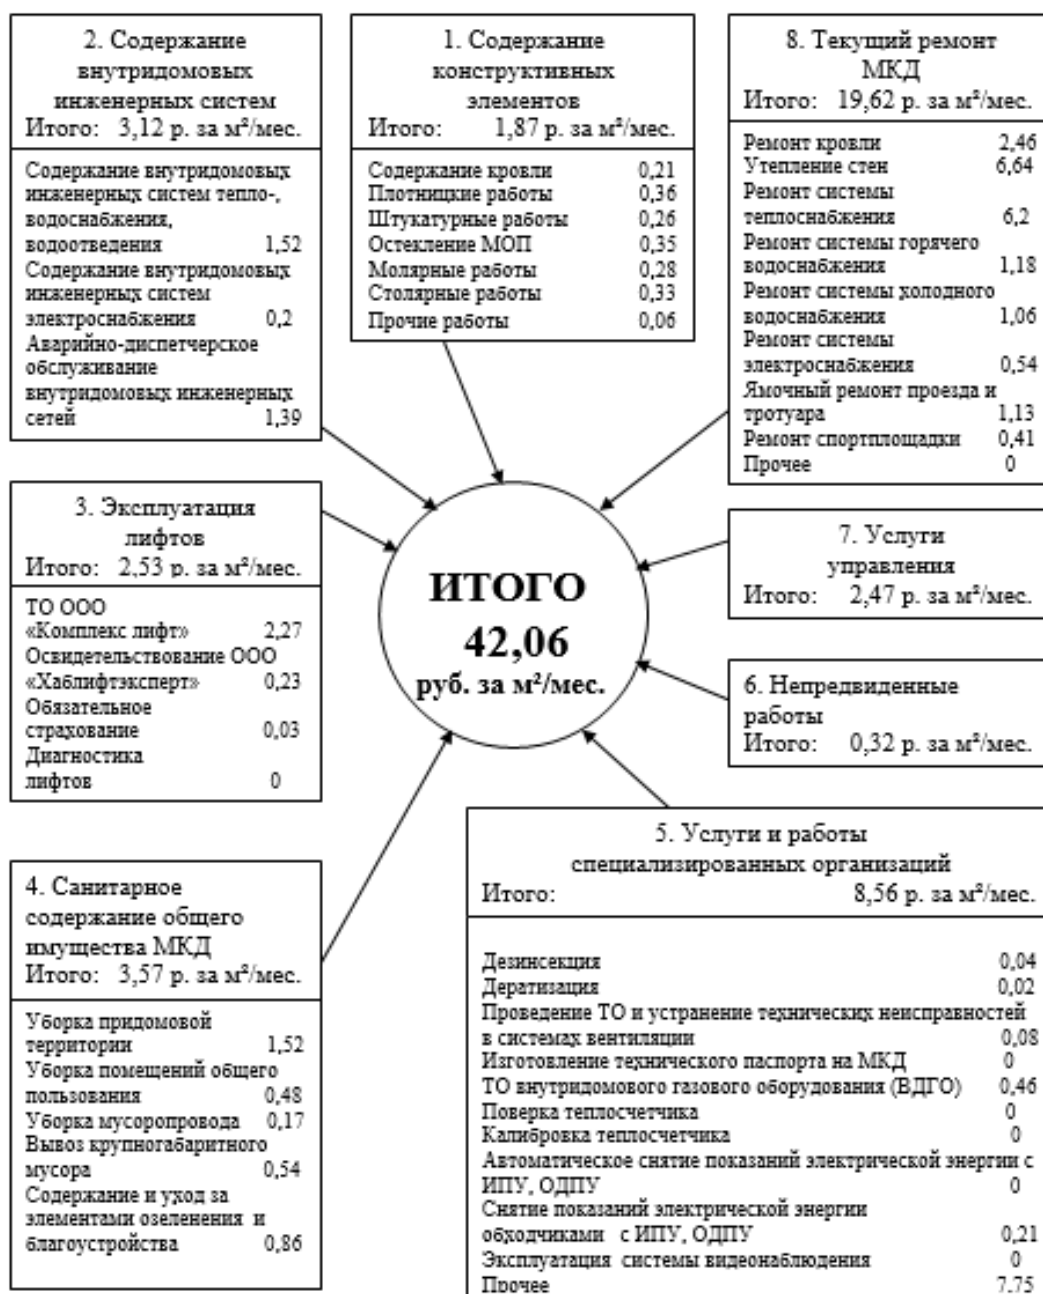 2. Содержание
внутридомовых
инженерных систем
Итого: 3,12 р. за м²/мес.
Содержание внутридомовых
инженерных систем тепло-,
водоснабжения,
водоотведения 1,52
Содержание внутридомовых
инженерных систем
электроснабжения 0,2
Аварийно-диспетчерское
обслуживание
внутридомовых инженерных
сетей 1,39
1. Содержание
конструктивных
элементов
Итого: 1,87 р. за м²/мес.
Содержание кровли 0,21
Плотницкие работы 0,36
Штукатурные работы 0,26
Остекление МОП 0,35
Молярные работы 0,28
Столярные работы 0,33
Прочие работы 0,06
8. Текущий ремонт
МКД
Итого: 19,62 р. за м²/мес.
Ремонт кровли 2,46
Утепление стен 6,64
Ремонт системы
теплоснабжения 6,2
Ремонт системы горячего
водоснабжения 1,18
Ремонт системы холодного
водоснабжения 1,06
Ремонт системы
электроснабжения 0,54
Ямочный ремонт проезда и
тротуара 1,13
Ремонт спортплощадки 0,41
Прочее 0
3. Эксплуатация
лифтов
Итого: 2,53 р. за м²/мес.
ТО ООО
«Комплекс лифт» 2,27
Освидетельствование ООО
«Хаблифтэксперт» 0,23
Обязательное
страхование 0,03
Диагностика
лифтов 0
ИТОГО
42,06
руб. за м²/мес.
7. Услуги
управления
Итого: 2,47 р. за м²/мес.
6. Непредвиденные
работы
Итого: 0,32 р. за м²/мес.
4. Санитарное
содержание общего
имущества МКД
Итого: 3,57 р. за м²/мес.
Уборка придомовой
территории 1,52
Уборка помещений общего
пользования 0,48
Уборка мусоропровода 0,17
Вывоз крупногабаритного
мусора 0,54
Содержание и уход за
элементами озеленения и
благоустройства 0,86
5. Услуги и работы
специализированных организаций
Итого: 8,56 р. за м²/мес.
Дезинсекция 0,04
Дератизация 0,02
Проведение ТО и устранение технических неисправностей
в системах вентиляции 0,08
Изготовление технического паспорта на МКД 0
ТО внутридомового газового оборудования (ВДГО) 0,46
Поверка теплосчетчика 0
Калибровка теплосчетчика 0
Автоматическое снятие показаний электрической энергии с
ИПУ, ОДПУ 0
Снятие показаний электрической энергии
обходчиками с ИПУ, ОДПУ 0,21
Эксплуатация системы видеонаблюдения 0
Прочее 7,75